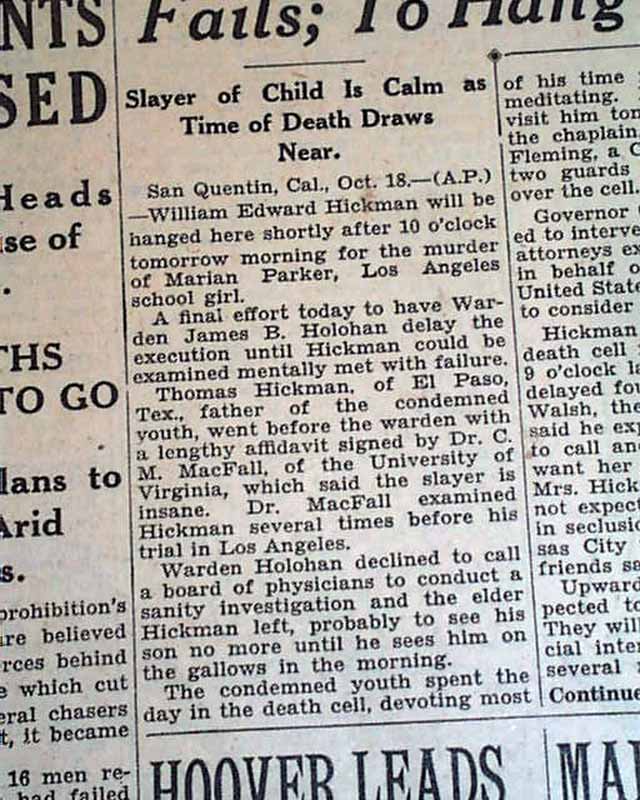 Fails; To Hang
NTS
SED
Heads
se of
.
THS
TO GO
lans to
Arid
s.
prohibition's
re believed
rces behind
e which cut
eral chasers
t, it became
16 men re-
had failed
Slayer of Child Is Calm as
Time of Death Draws
Near.
San Quentin, Cal., Oct. 18.—(A.P.)
—William Edward Hickman will be
hanged here shortly after 10 o'clock
tomorrow morning for the murder
of Marian Parker, Los Angeles
school girl.
A final effort today to have War-
den James B. Holohan delay the
execution until Hickman could be
examined mentally met with failure.
Thomas Hickman, of El Paso,
Tex., father of the condemned
youth, went before the warden with
a lengthy affidavit signed by Dr. C.
M. MacFall, of the University of
Virginia, which said the slayer is
insane. Dr. MacFall examined
Hickman several times before his
trial in Los Angeles.
Warden Holohan declined to call
a board of physicians to conduct a
sanity investigation and the elder
Hickman left, probably to see his
son no more until he sees him on
the gallows in the morning.
The condemned youth spent the
day in the death cell, devoting most
of his time
meditating.
visit him ton
the chaplain
Fleming, a C
two guards
over the cell.
Governor
ed to interve
attorneys ex
in behalf o
United State
to consider
Hickman
death cell
9 o'clock la
delayed for
Walsh, the
said he exp
to call an
want her
Mrs. Hick
not expect
in seclusio
sas City
friends sa
Upward
pected to
They will
cial inter
several
Continue
HOOVER LEADS
MA